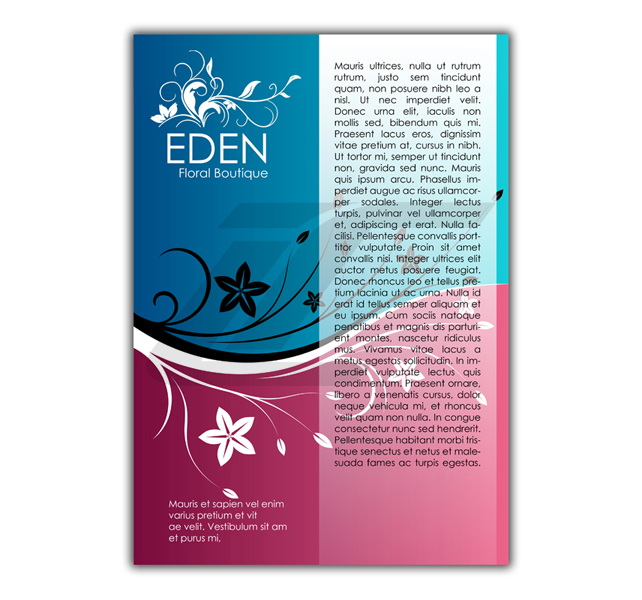 EDEN
Floral Boutique
Mauris ultrices, nulla ut rutrum
rutrum, justo sem tincidunt
quam, non posuere nibh leo a
nisl. Ut nec imperdiet velit.
Donec urna elit, iaculis non
mollis sed, bibendum quis mi.
Praesent lacus eros, dignissim
vitae pretium at, cursus in nibh.
Ut tortor mi, semper ut tincidunt
non, gravida sed nunc. Mauris
quis ipsum arcu. Phasellus im-
perdiet augue ac risus ullamcor-
per sodales. Integer lectus
turpis, pulvinar vel ullamcorper
et, adipiscing et erat. Nulla fa-
cilisi. Pellentesque convallis port-
titor vulputate. Proin sit amet
convallis nisi. Integer ultrices elit
auctor metus posuere feugiat.
Donec rhoncus leo et tellus pre-
tium lacinia ut ac urna. Nulla id
erat id metus semper aliquam et
eu ipsum. Cum sociis natoque
penatibus et magnis dis parturi-
ent montes, nascetur ridiculus
mus. Vivamus vitae lacus a
metus egestas sollicitudin. In im-
perdiet vulputate lectus quis
condimentum. Praesent ornare,
libero a venenatis cursus, dolor
neque vehicula mi, et rhoncus
velit quam non nulla. In congue
consectetur nunc sed hendrerit.
Pellentesque habitant morbi tris-
tique senectus et netus et male-
suada fames ac turpis egestas.
Mauris et sapien vel enim
varius pretium et vit
ae velit. Vestibulum sit am
et purus mi.